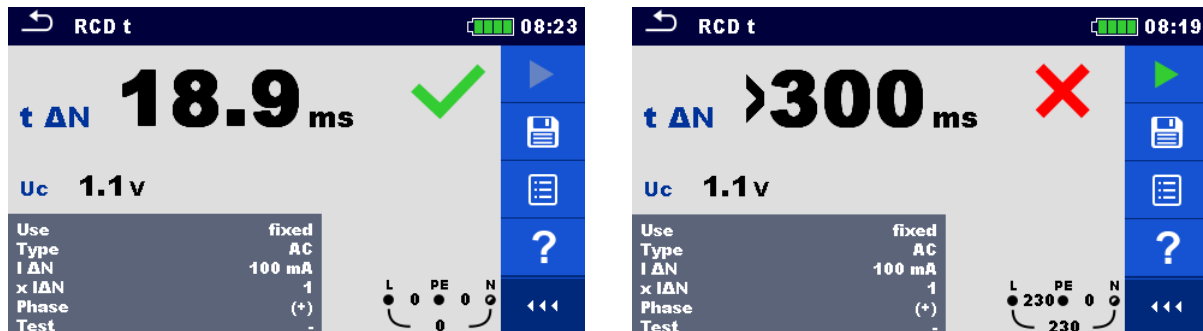 RCD t 08:23
t ΔN 18.9 ms
Uc 1.1 V
Use fixed
Type AC
I ΔN 100 mA
x IΔN 1
Phase (+)
Test -
L PE N
0 0
0
?
RCD t 08:19
t ΔN >300 ms
Uc 1.1 V
Use fixed
Type AC
I ΔN 100 mA
x IΔN 1
Phase (+)
Test -
L PE N
230 0
230
?